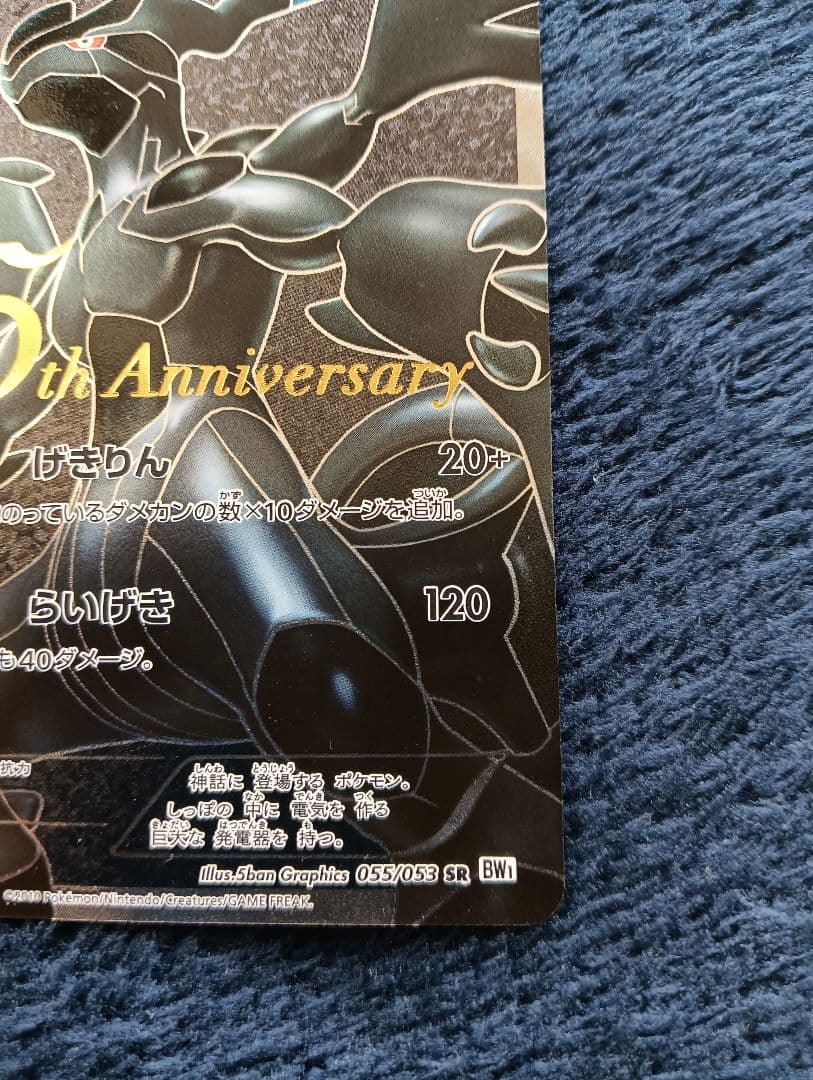 5th Anniversary
げきりん 20+
のっているダメカンの数×10ダメージを追加。
らいげき 120
も40ダメージ。
抗力
神話に 登場する ポケモン。
しっぽの 中に 電気を 作る
巨大な 発電器を 持つ。
Illus.5ban Graphics 055/053 SR BW1
©2010 Pokémon/Nintendo/Creatures/GAME FREAK.